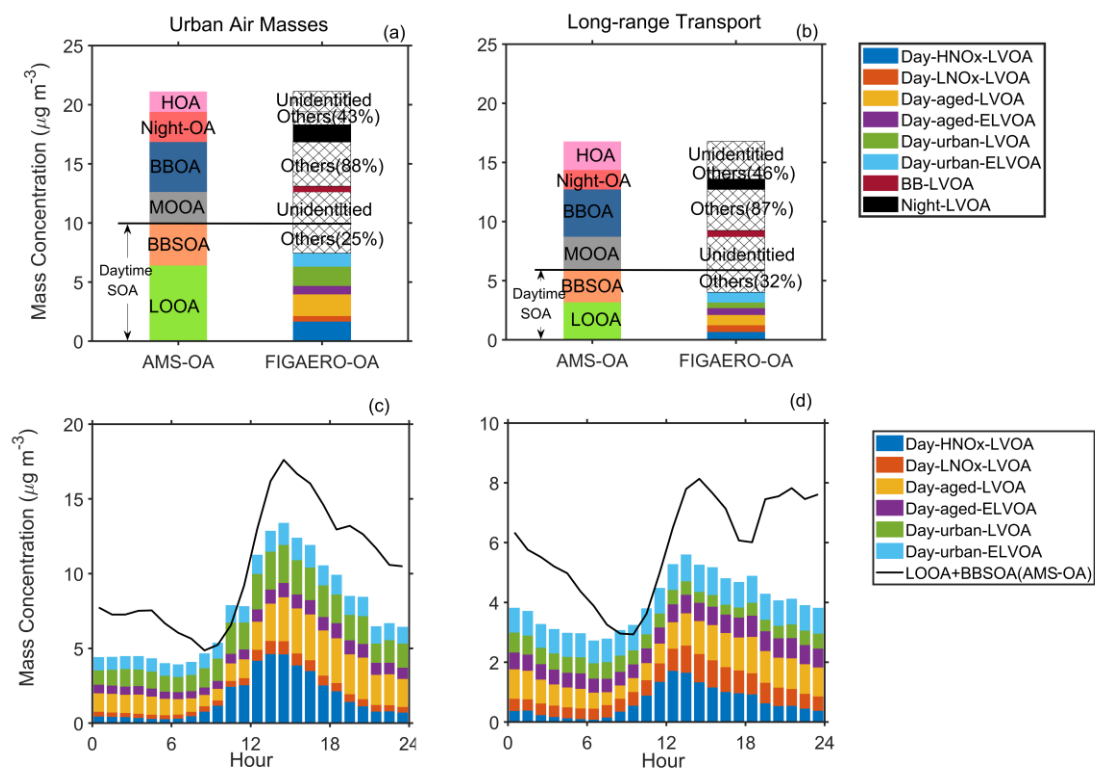 Urban Air Masses
(a)
Mass Concentration (μg m⁻³)
25
20
15
10
5
0
HOA
Night-OA
BBOA
MOOA
BBSOA
LOOA
Daytime
SOA
Unidentitied
Others(43%)
Others(88%)
Unidentitied
Others(25%)
AMS-OA
FIGAERO-OA
Long-range Transport
(b)
25
20
15
10
5
0
HOA
Night-OA
BBOA
MOOA
BBSOA
LOOA
Daytime
SOA
Unidentitied
Others(46%)
Others(87%)
Unidentitied
Others(32%)
AMS-OA
FIGAERO-OA
Day-HNOx-LVOA
Day-LNOx-LVOA
Day-aged-LVOA
Day-aged-ELVOA
Day-urban-LVOA
Day-urban-ELVOA
BB-LVOA
Night-LVOA
(c)
Mass Concentration (μg m⁻³)
20
15
10
5
0
0
6
12
18
24
Hour
(d)
10
8
6
4
2
0
0
6
12
18
24
Hour
Day-HNOx-LVOA
Day-LNOx-LVOA
Day-aged-LVOA
Day-aged-ELVOA
Day-urban-LVOA
Day-urban-ELVOA
LOOA+BBSOA(AMS-OA)